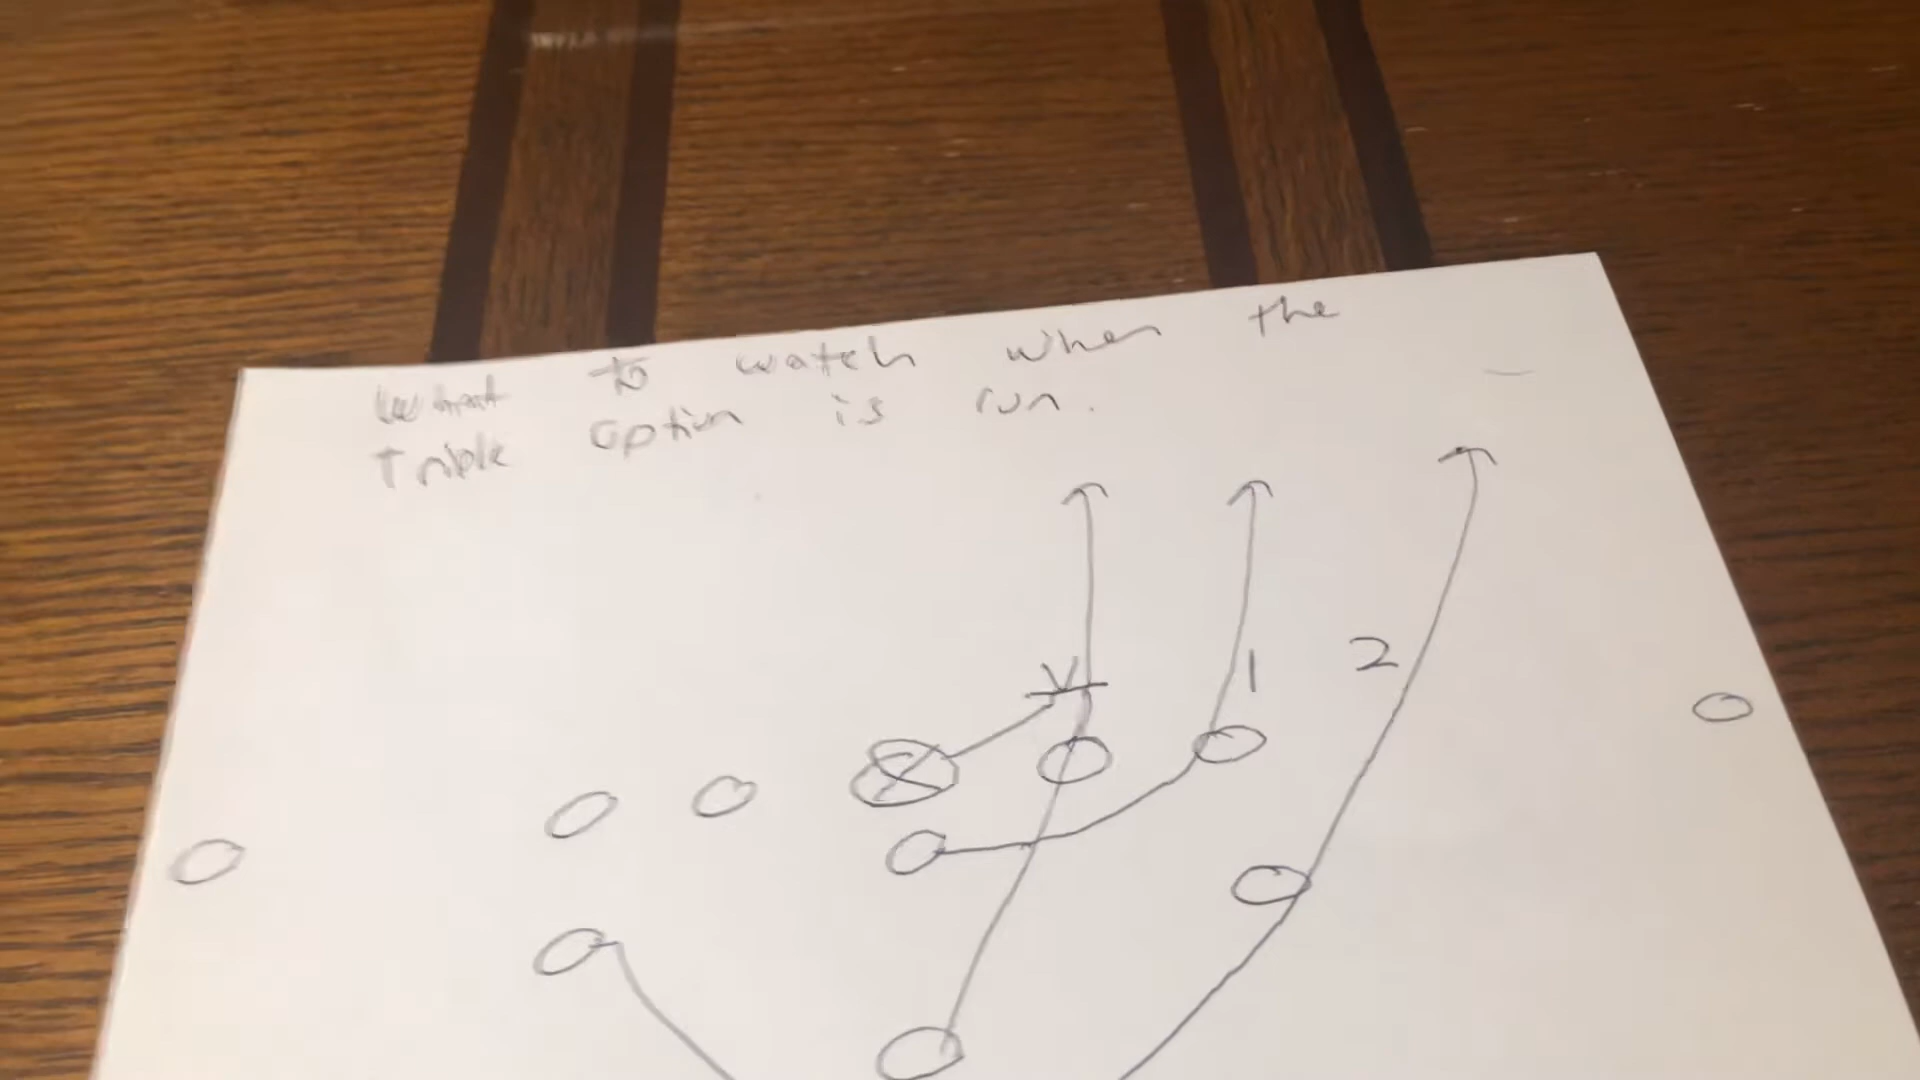 What to watch when the
Triple option is run.
V 1 2